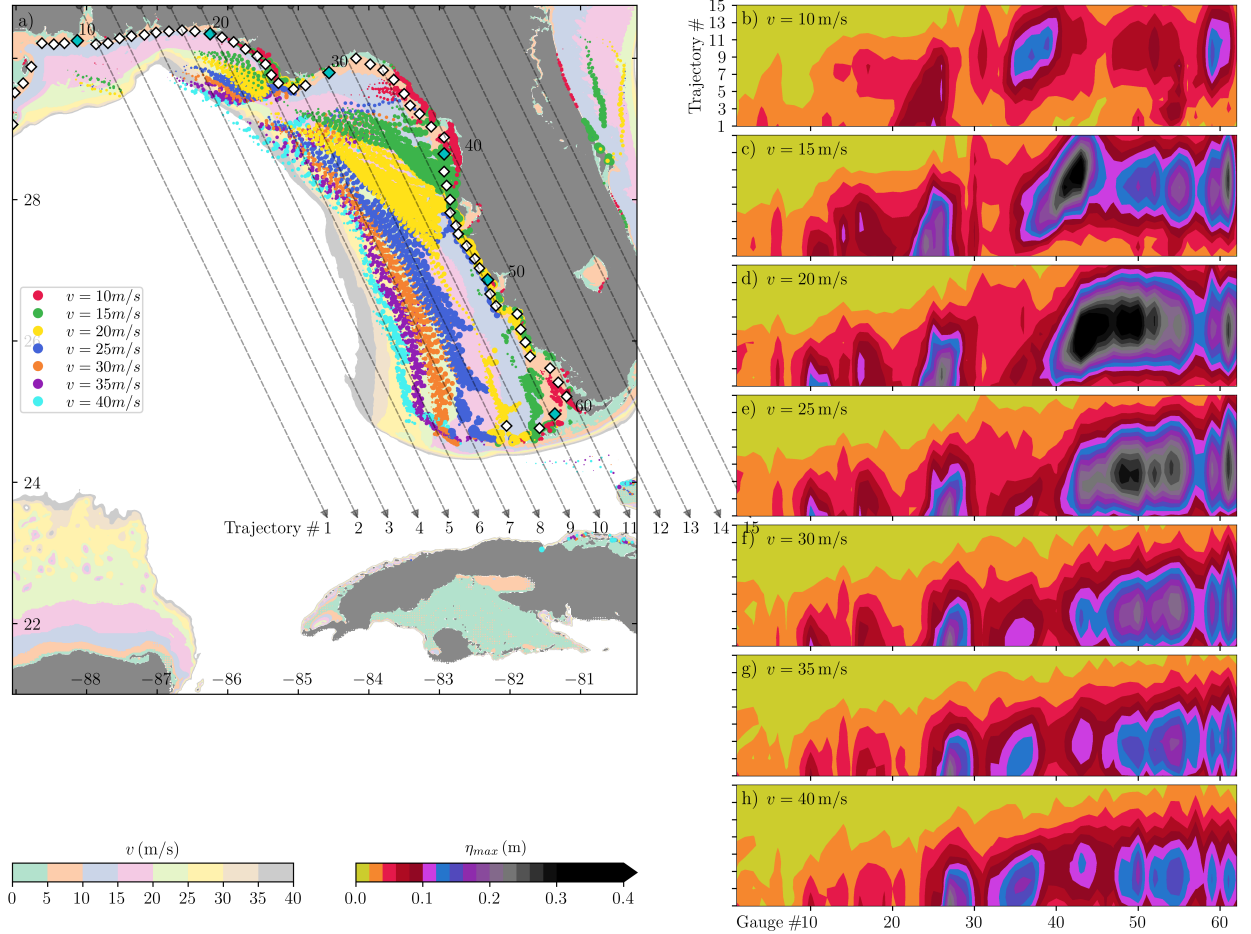 a)
10
20
30
40
50
60
28
26
24
22
−88
−87
−86
−85
−84
−83
−82
−81
v = 10m/s
v = 15m/s
v = 20m/s
v = 25m/s
v = 30m/s
v = 35m/s
v = 40m/s
Trajectory # 1 2 3 4 5 6 7 8 9 10 11 12 13 14 15
v (m/s)
0 5 10 15 20 25 30 35 40
η_max (m)
0.0 0.1 0.2 0.3 0.4
Trajectory #
15
13
11
9
7
5
3
1
b) v = 10 m/s
c) v = 15 m/s
d) v = 20 m/s
e) v = 25 m/s
f) v = 30 m/s
g) v = 35 m/s
h) v = 40 m/s
Gauge # 10 20 30 40 50 60